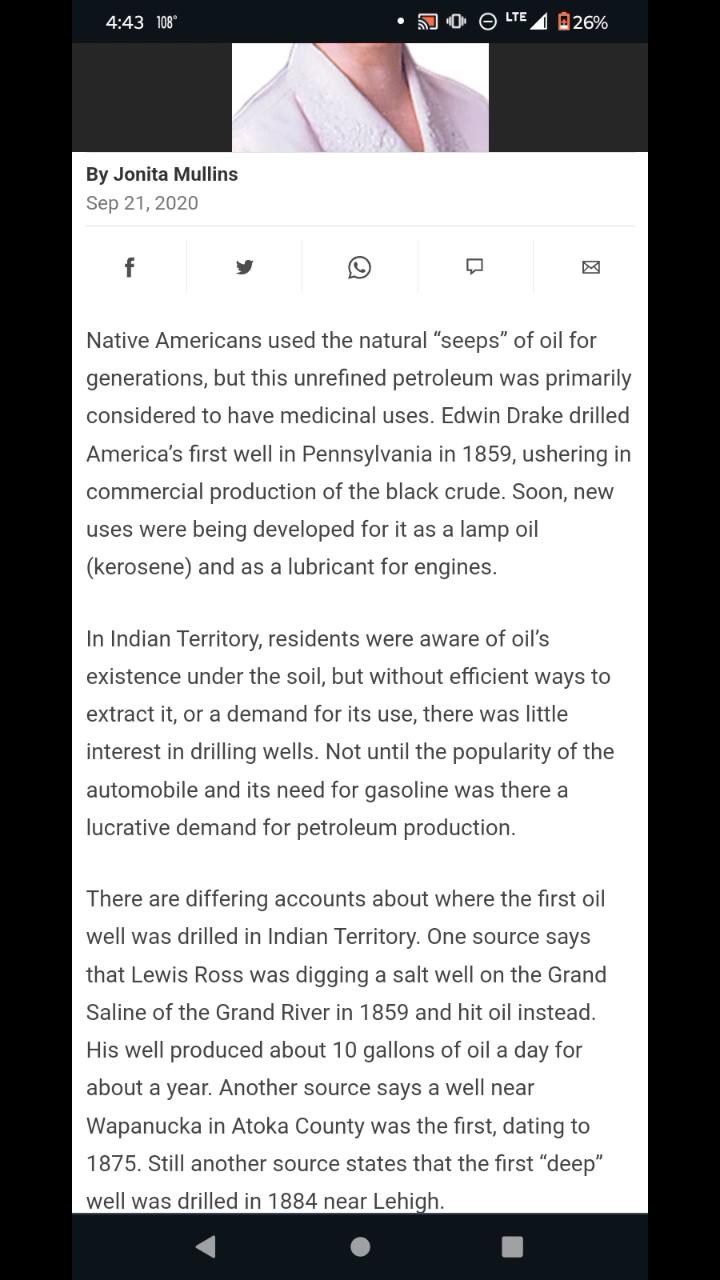 4:43 108° LTE 26%
By Jonita Mullins
Sep 21, 2020
Native Americans used the natural “seeps” of oil for
generations, but this unrefined petroleum was primarily
considered to have medicinal uses. Edwin Drake drilled
America’s first well in Pennsylvania in 1859, ushering in
commercial production of the black crude. Soon, new
uses were being developed for it as a lamp oil
(kerosene) and as a lubricant for engines.
In Indian Territory, residents were aware of oil’s
existence under the soil, but without efficient ways to
extract it, or a demand for its use, there was little
interest in drilling wells. Not until the popularity of the
automobile and its need for gasoline was there a
lucrative demand for petroleum production.
There are differing accounts about where the first oil
well was drilled in Indian Territory. One source says
that Lewis Ross was digging a salt well on the Grand
Saline of the Grand River in 1859 and hit oil instead.
His well produced about 10 gallons of oil a day for
about a year. Another source says a well near
Wapanucka in Atoka County was the first, dating to
1875. Still another source states that the first “deep”
well was drilled in 1884 near Lehigh.